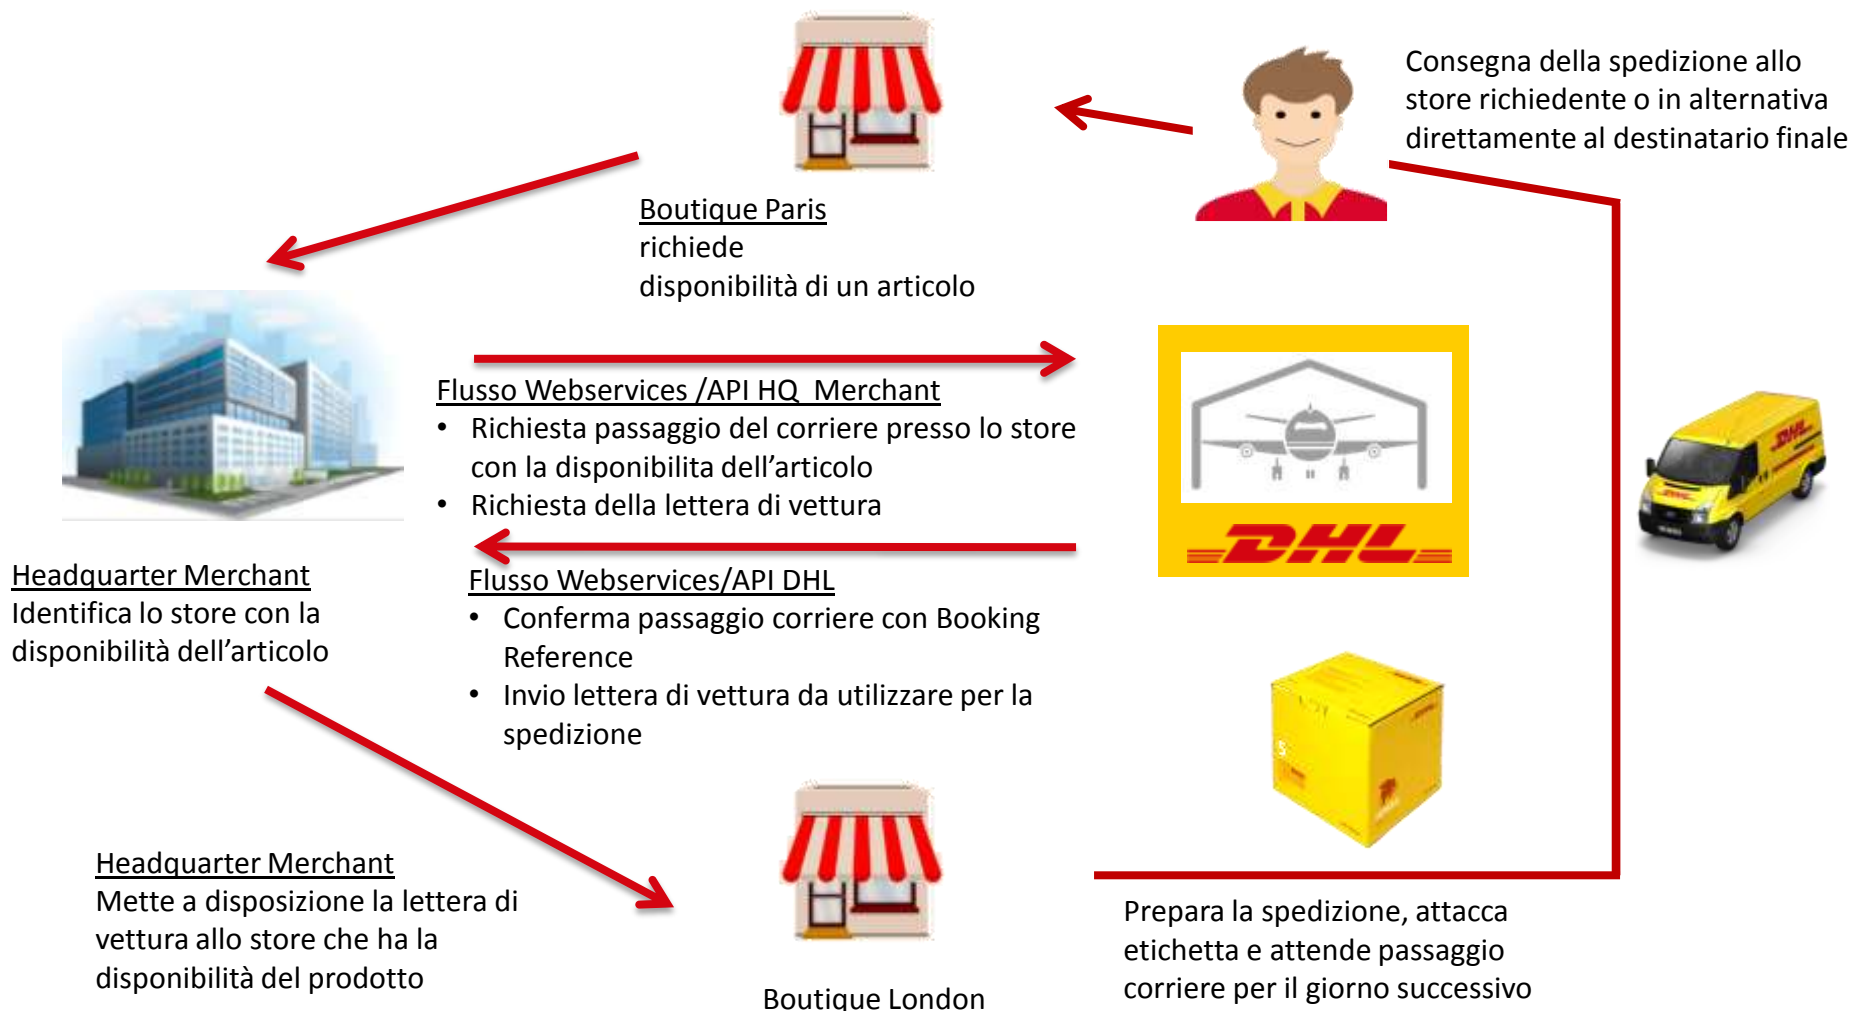 Consegna della spedizione allo
store richiedente o in alternativa
direttamente al destinatario finale
Boutique Paris
richiede
disponibilità di un articolo
Flusso Webservices /API HQ  Merchant
• Richiesta passaggio del corriere presso lo store
con la disponibilita dell’articolo
• Richiesta della lettera di vettura
DHL
DHL
DHL
Headquarter Merchant
Identifica lo store con la
disponibilità dell’articolo
Flusso Webservices/API DHL
• Conferma passaggio corriere con Booking
Reference
• Invio lettera di vettura da utilizzare per la
spedizione
Headquarter Merchant
Mette a disposizione la lettera di
vettura allo store che ha la
disponibilità del prodotto
Boutique London
Prepara la spedizione, attacca
etichetta e attende passaggio
corriere per il giorno successivo